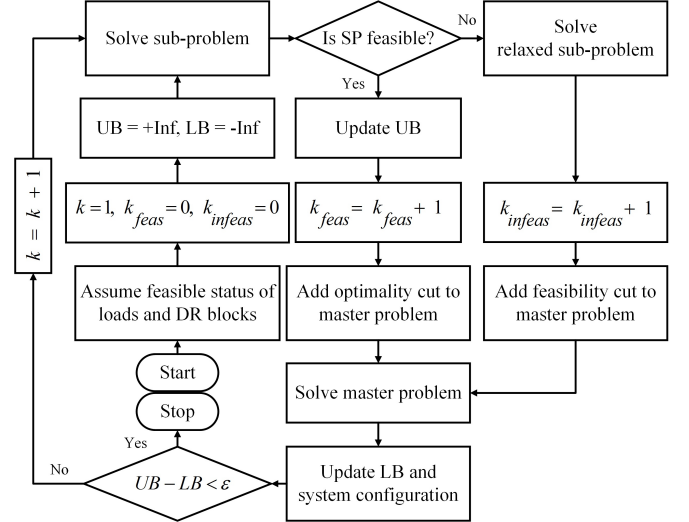 Solve sub-problem
Is SP feasible?
No
Solve
relaxed sub-problem
Yes
UB = +Inf, LB = -Inf
Update UB
k = k + 1
k = 1, k_feas = 0, k_infeas = 0
k_feas = k_feas + 1
k_infeas = k_infeas + 1
Assume feasible status of
loads and DR blocks
Add optimality cut to
master problem
Add feasibility cut to
master problem
Start
Solve master problem
Stop
Yes
No
UB − LB < ε
Update LB and
system configuration